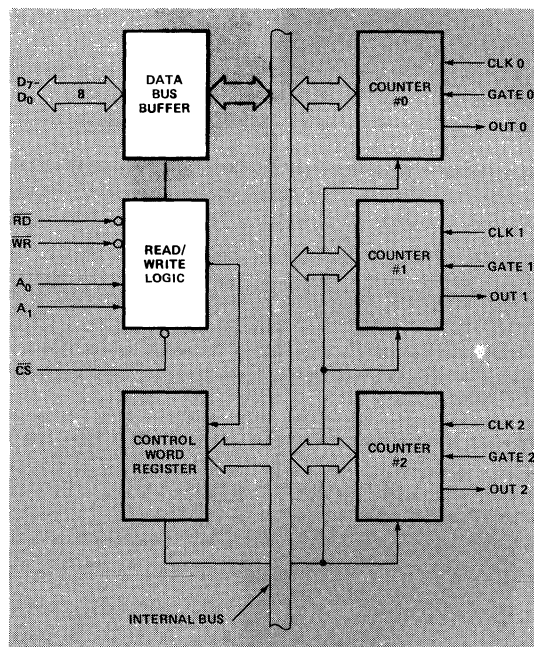 D7-
D0
8
DATA
BUS
BUFFER
COUNTER
#0
CLK 0
GATE 0
OUT 0
RD
WR
A0
A1
CS
READ/
WRITE
LOGIC
COUNTER
#1
CLK 1
GATE 1
OUT 1
CONTROL
WORD
REGISTER
COUNTER
#2
CLK 2
GATE 2
OUT 2
INTERNAL BUS